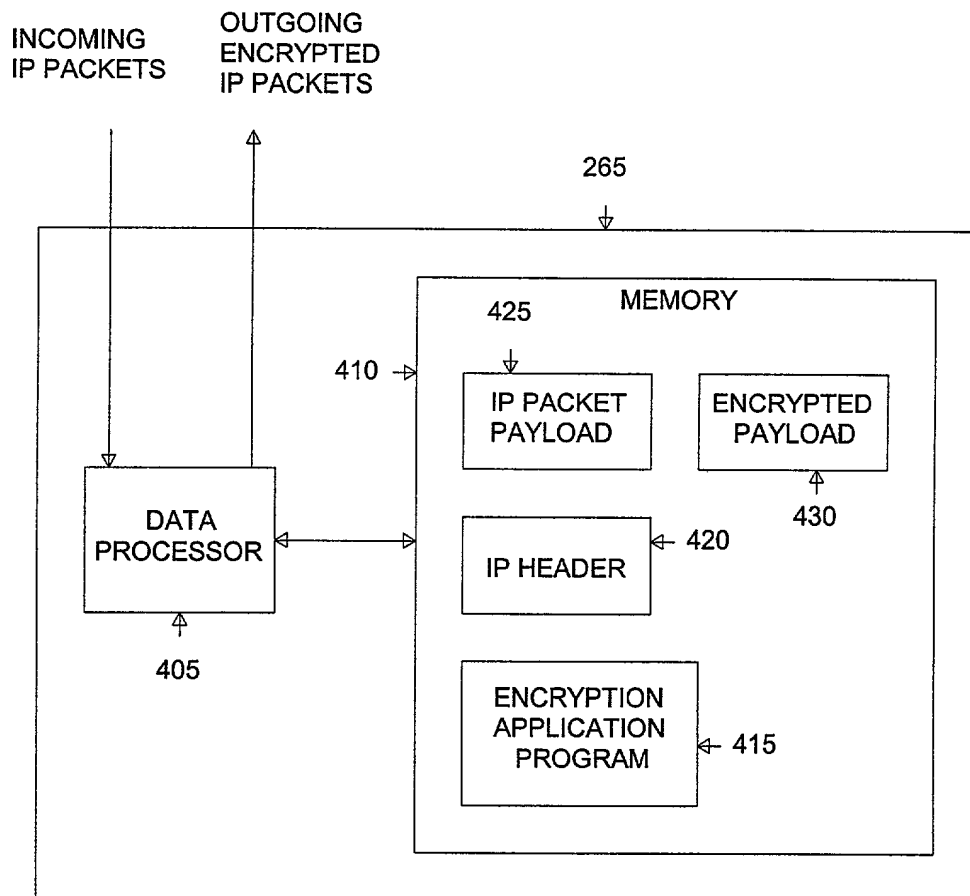 INCOMING
IP PACKETS
OUTGOING
ENCRYPTED
IP PACKETS
265
MEMORY
425
410
IP PACKET
PAYLOAD
ENCRYPTED
PAYLOAD
430
DATA
PROCESSOR
405
IP HEADER
420
ENCRYPTION
APPLICATION
PROGRAM
415